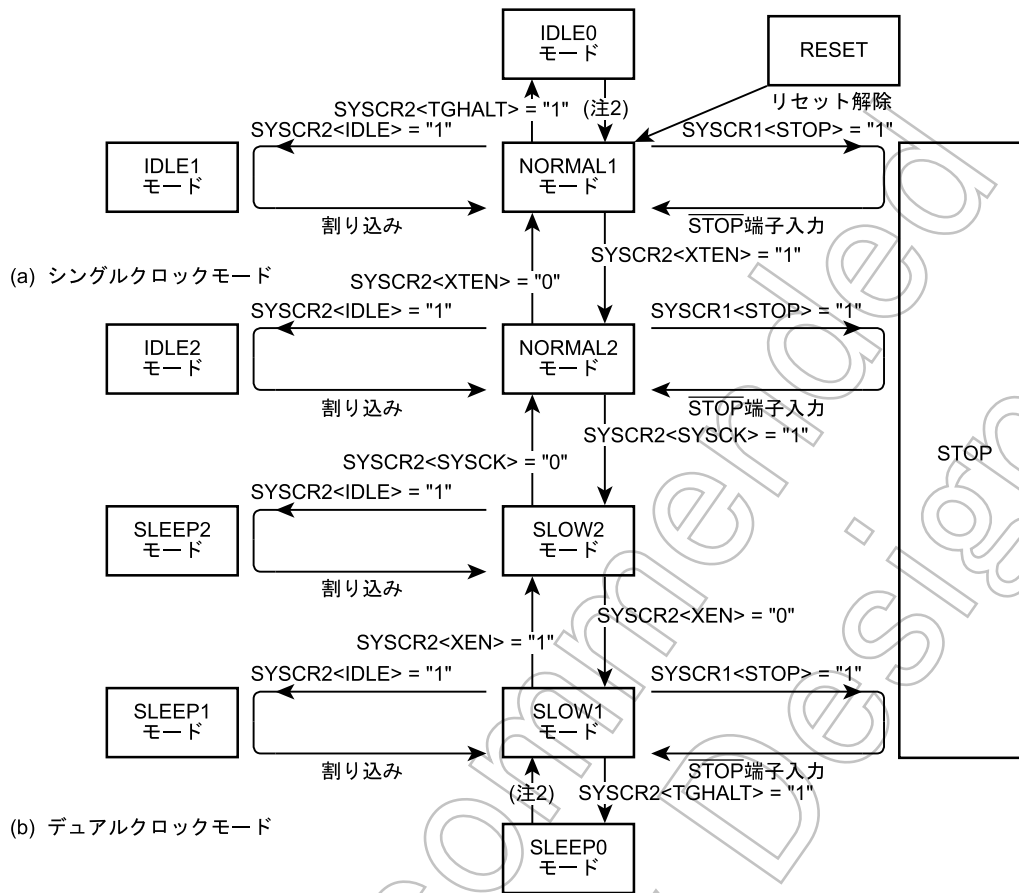 IDLE0
モード
RESET
SYSCR2<TGHALT> = "1"
(注2)
リセット解除
SYSCR2<IDLE> = "1"
SYSCR1<STOP> = "1"
IDLE1
モード
NORMAL1
モード
割り込み
STOP端子入力
(a) シングルクロックモード
SYSCR2<XTEN> = "0"
SYSCR2<XTEN> = "1"
SYSCR2<IDLE> = "1"
SYSCR1<STOP> = "1"
IDLE2
モード
NORMAL2
モード
割り込み
STOP端子入力
SYSCR2<SYSCK> = "0"
SYSCR2<SYSCK> = "1"
STOP
SYSCR2<IDLE> = "1"
SLEEP2
モード
SLOW2
モード
割り込み
SYSCR2<XEN> = "1"
SYSCR2<XEN> = "0"
SYSCR2<IDLE> = "1"
SYSCR1<STOP> = "1"
SLEEP1
モード
SLOW1
モード
割り込み
STOP端子入力
(注2)
SYSCR2<TGHALT> = "1"
(b) デュアルクロックモード
SLEEP0
モード